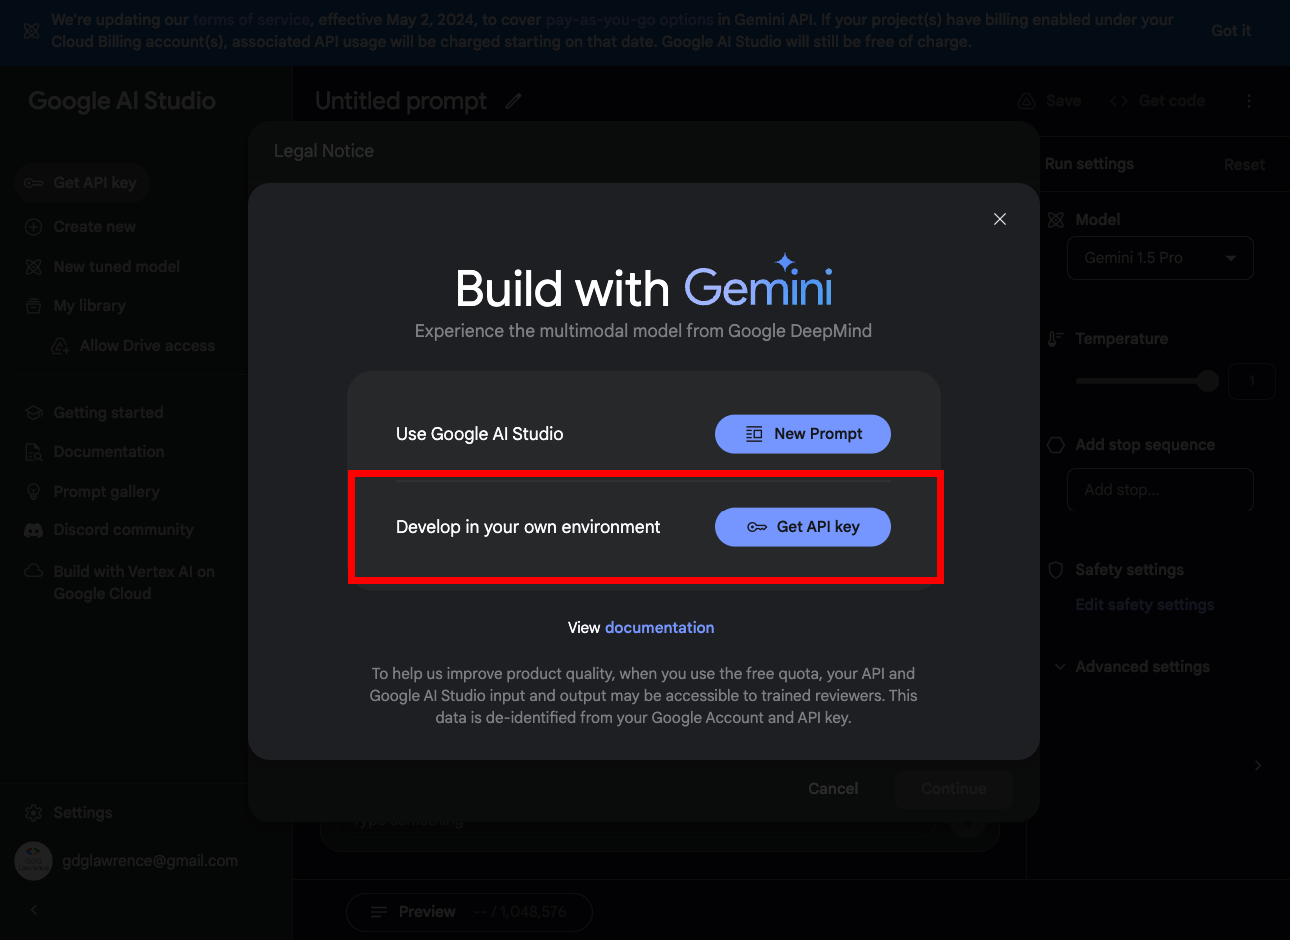 We're updating our terms of service, effective May 2, 2024, to cover pay-as-you-go options in Gemini API. If your project(s) have billing enabled under your
Cloud Billing account(s), associated API usage will be charged starting on that date. Google AI Studio will still be free of charge.
Got it
Google AI Studio
Untitled prompt
Save
Get code
Legal Notice
Run settings
Reset
Get API key
Create new
New tuned model
My library
Allow Drive access
Getting started
Documentation
Prompt gallery
Discord community
Build with Vertex AI on
Google Cloud
Settings
gdglawrence@gmail.com
Build with Gemini
Experience the multimodal model from Google DeepMind
Use Google AI Studio
New Prompt
Develop in your own environment
Get API key
View documentation
To help us improve product quality, when you use the free quota, your API and
Google AI Studio input and output may be accessible to trained reviewers. This
data is de-identified from your Google Account and API key.
Cancel
Continue
Type something
Preview
-- / 1,048,576
Model
Gemini 1.5 Pro
Temperature
1
Add stop sequence
Add stop...
Safety settings
Edit safety settings
Advanced settings